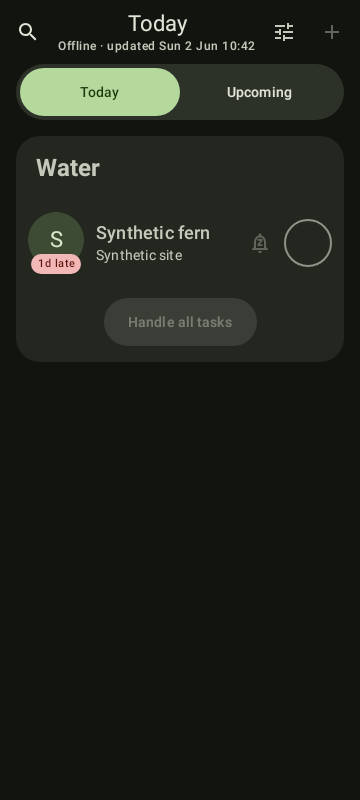 Today
Offline · updated Sun 2 Jun 10:42
Today
Upcoming
Water
S
1d late
Synthetic fern
Synthetic site
Handle all tasks